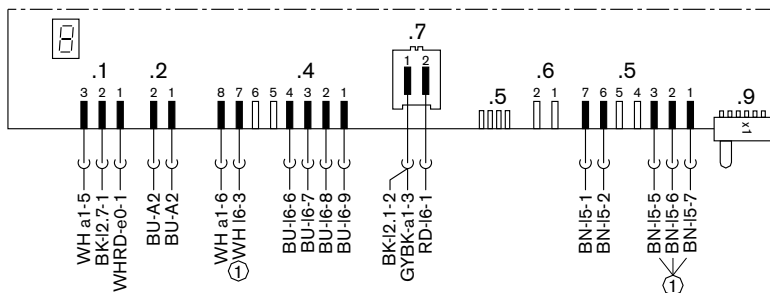 8
.1
.2
.4
.7
.5
.6
.5
.9
3 2 1
2 1
8 7 6 5 4 3 2 1
1 2
2 1
7 6 5 4 3 2 1
x1
WH a1-5
BK-I2.7-1
WHRD-e0-1
BU-A2
BU-A2
WH a1-6
WH I6-3
1
BU-I6-6
BU-I6-7
BU-I6-8
BU-I6-9
BK-I2.1-2
GYBK-a1-3
RD-I6-1
BN-I5-1
BN-I5-2
BN-I5-5
BN-I5-6
BN-I5-7
1